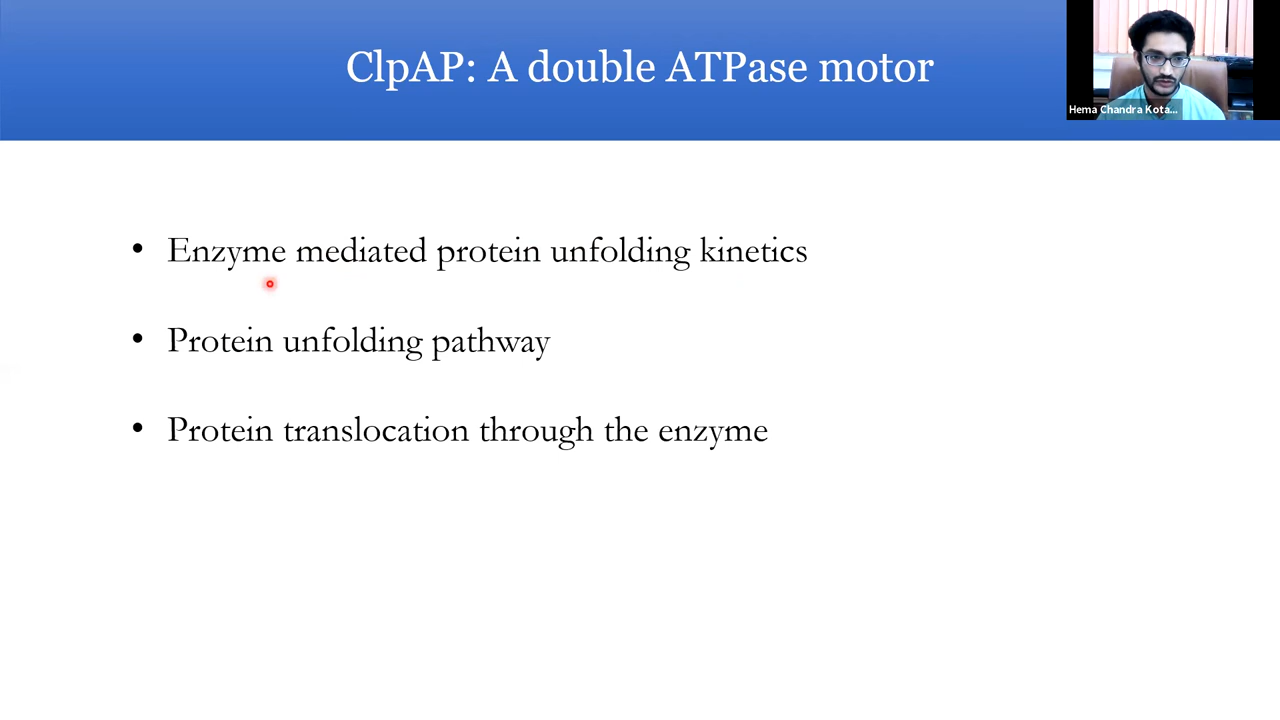 ClpAP: A double ATPase motor
Hema Chandra Kota...
• Enzyme mediated protein unfolding kinetics
• Protein unfolding pathway
• Protein translocation through the enzyme